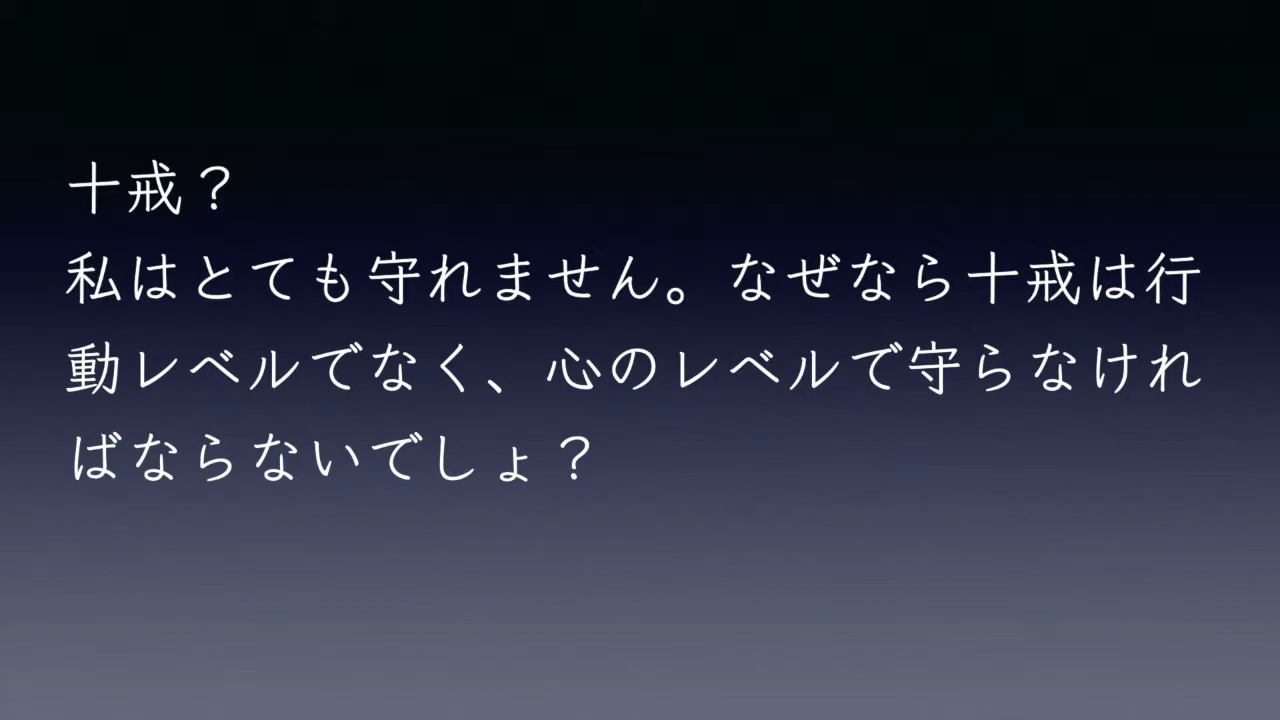 十戒？
私はとても守れません。なぜなら十戒は行
動レベルでなく、心のレベルで守らなけれ
ばならないでしょ？